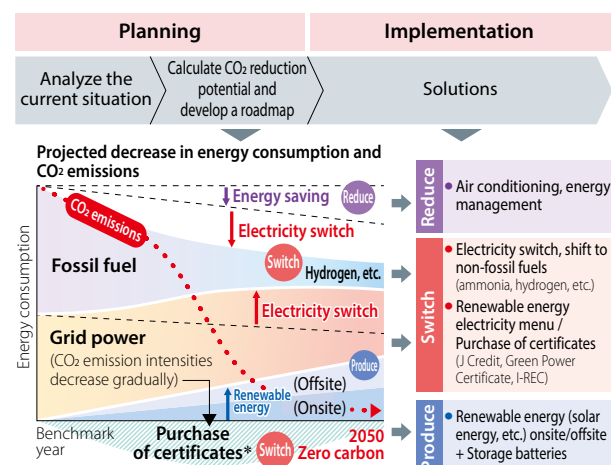 Planning
Implementation
Analyze the
current situation
Calculate CO₂ reduction
potential and
develop a roadmap
Solutions
Projected decrease in energy consumption and
CO₂ emissions
Energy consumption
CO₂ emissions
Energy saving
Reduce
Electricity switch
Fossil fuel
Switch
Hydrogen, etc.
Electricity switch
Grid power
(CO₂ emission intensities
decrease gradually)
Produce
Renewable
energy
(Offsite)
(Onsite)
Benchmark
year
Purchase
of certificates*
Switch
2050
Zero carbon
Reduce
• Air conditioning, energy
management
Switch
• Electricity switch, shift to
non-fossil fuels
(ammonia, hydrogen, etc.)
• Renewable energy
electricity menu /
Purchase of certificates
(J Credit, Green Power
Certificate, I-REC)
Produce
• Renewable energy (solar
energy, etc.) onsite/offsite
+ Storage batteries